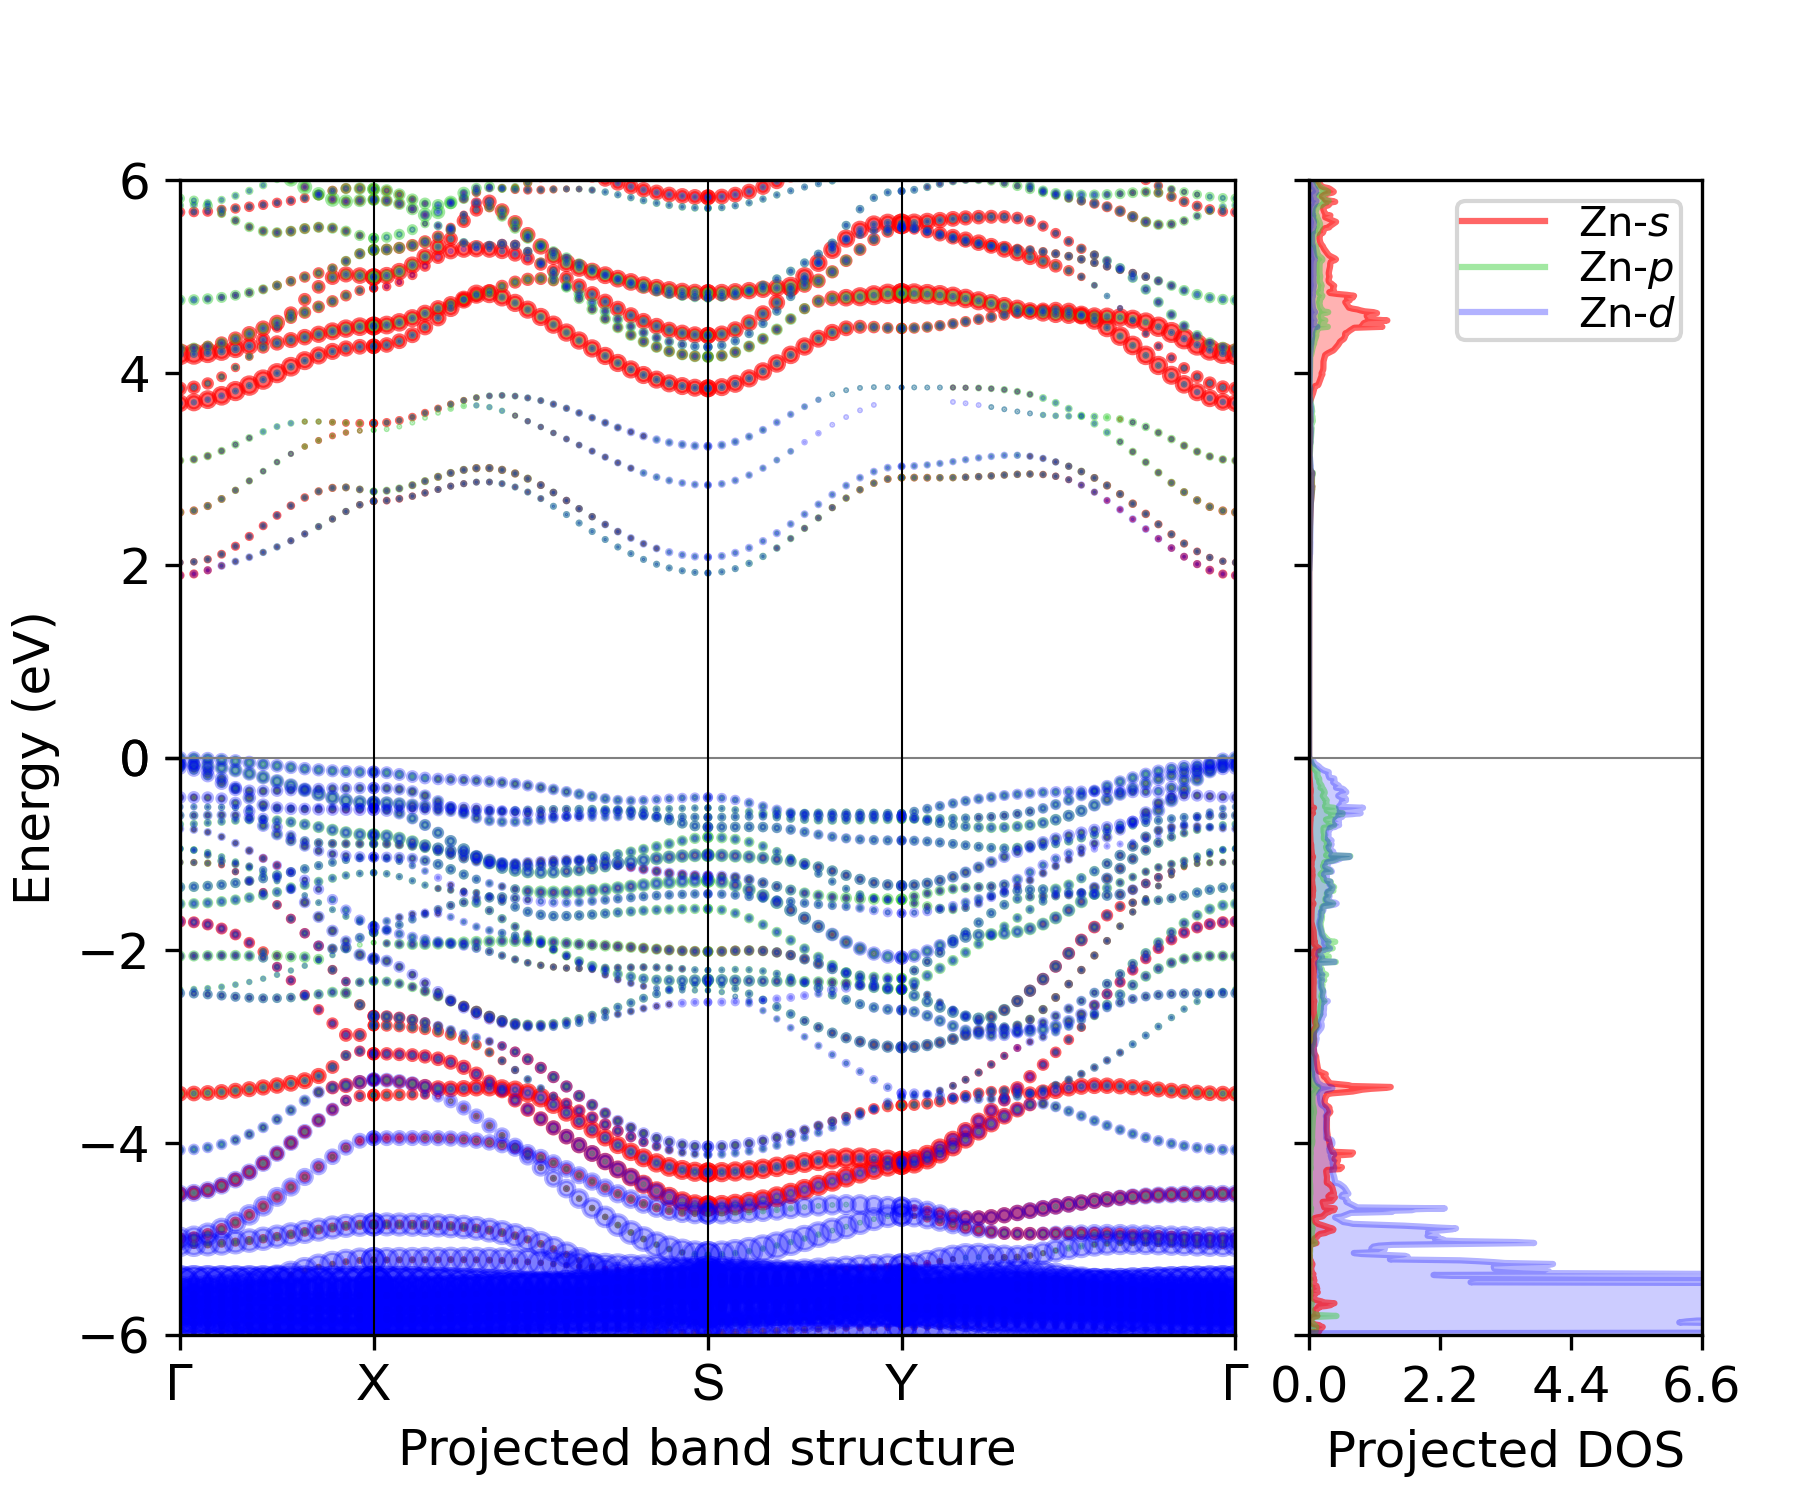 Energy (eV)
6
4
2
0
−2
−4
−6
Γ X S Y Γ
Projected band structure
Zn-s
Zn-p
Zn-d
0.0 2.2 4.4 6.6
Projected DOS